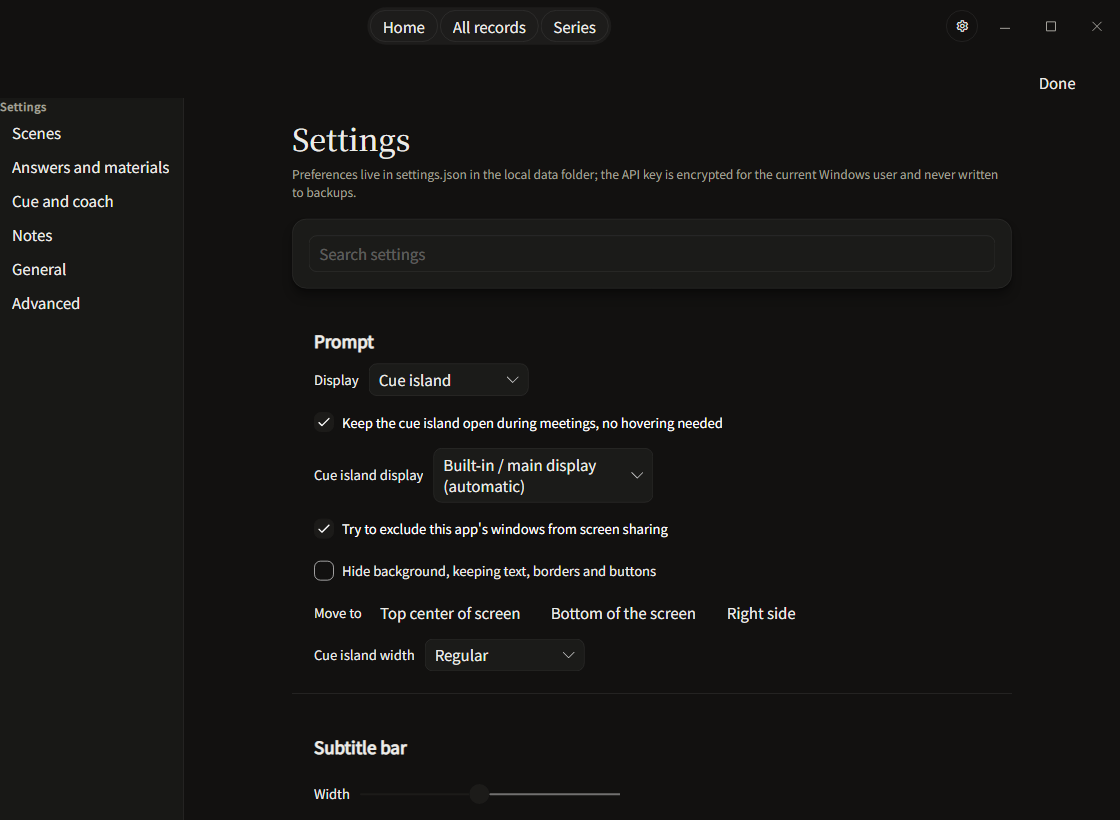 Home
All records
Series
Done
Settings
Scenes
Answers and materials
Cue and coach
Notes
General
Advanced
Settings
Preferences live in settings.json in the local data folder; the API key is encrypted for the current Windows user and never written
to backups.
Search settings
Prompt
Display
Cue island
Keep the cue island open during meetings, no hovering needed
Cue island display
Built-in / main display
(automatic)
Try to exclude this app's windows from screen sharing
Hide background, keeping text, borders and buttons
Move to
Top center of screen
Bottom of the screen
Right side
Cue island width
Regular
Subtitle bar
Width